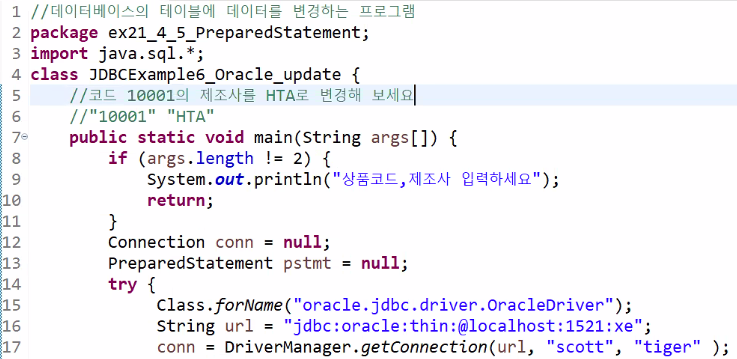 1 //데이터베이스의 테이블에 데이터를 변경하는 프로그램
2 package ex21_4_5_PreparedStatement;
3 import java.sql.*;
4 class JDBCExample6_Oracle_update {
5     //코드 10001의 제조사를 HTA로 변경해 보세요
6     //"10001" "HTA"
7     public static void main(String args[]) {
8         if (args.length != 2) {
9             System.out.println("상품코드,제조사 입력하세요");
10             return;
11         }
12         Connection conn = null;
13         PreparedStatement pstmt = null;
14         try {
15              Class.forName("oracle.jdbc.driver.OracleDriver");
16              String url = "jdbc:oracle:thin:@localhost:1521:xe";
17              conn = DriverManager.getConnection(url, "scott", "tiger" );